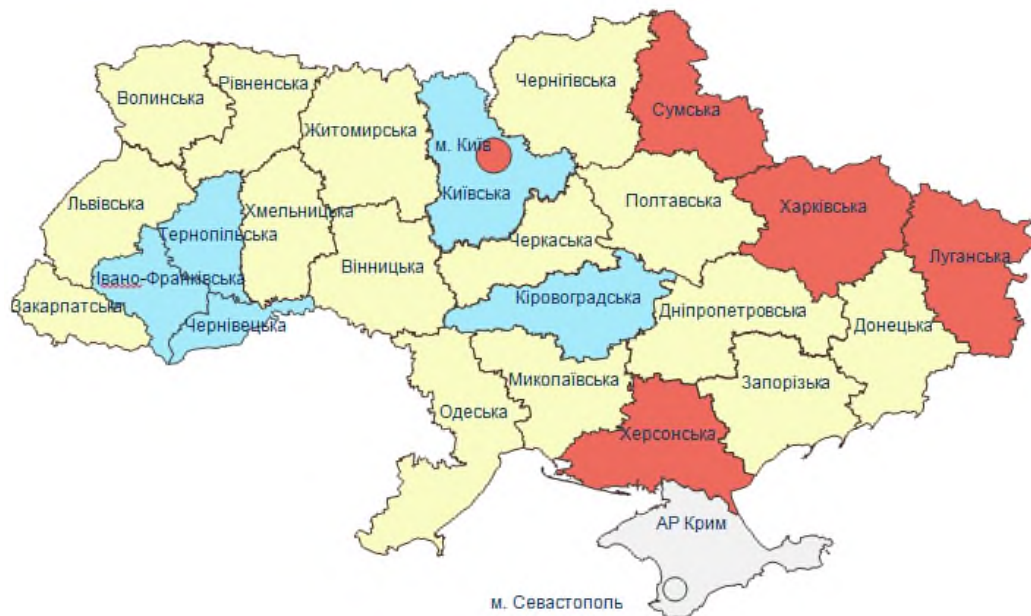 Чернігівська
Рівненська
Волинська
Сумська
Житомирська
м. Київ
Київська
Полтавська
Харківська
Львівська
Хмельницька
Тернопільська
Черкаська
Луганська
Вінницька
Івано-Франківська
Кіровоградська
Закарпатська
Дніпропетровська
Чернівецька
Донецька
Миколаївська
Запорізька
Одеська
Херсонська
АР Крим
м. Севастополь